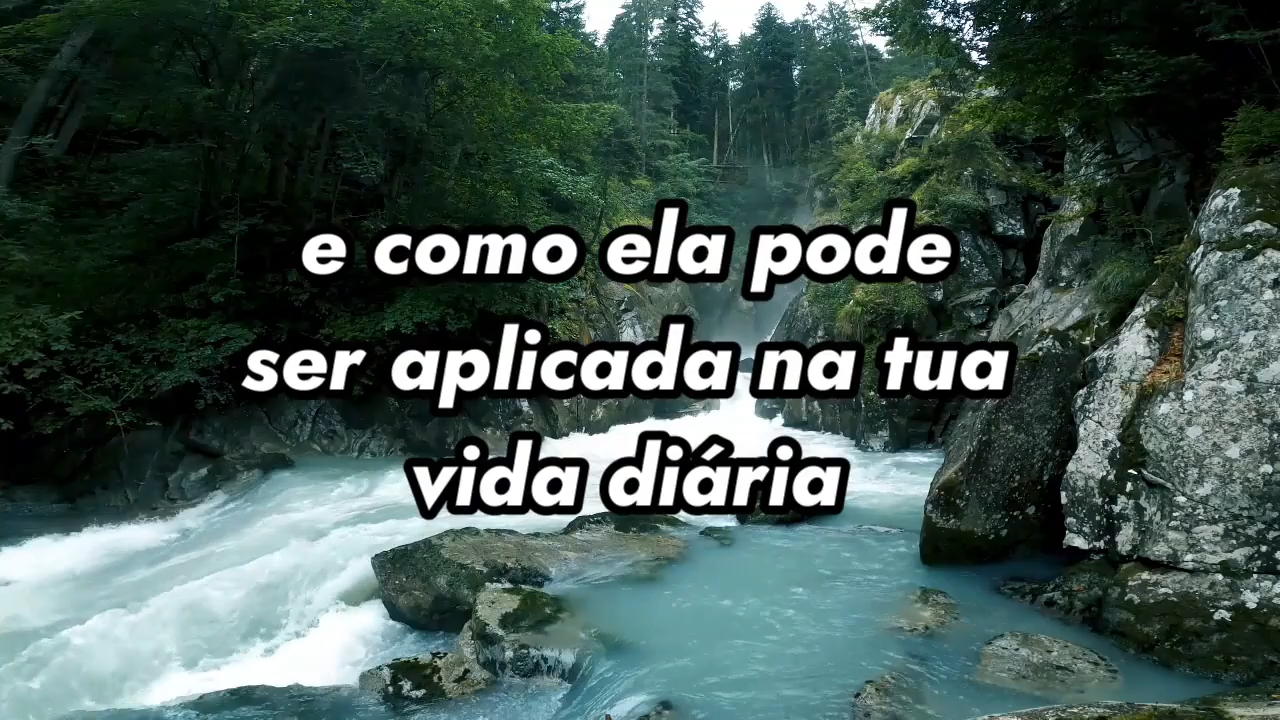 e como ela pode
ser aplicada na tua
vida diária